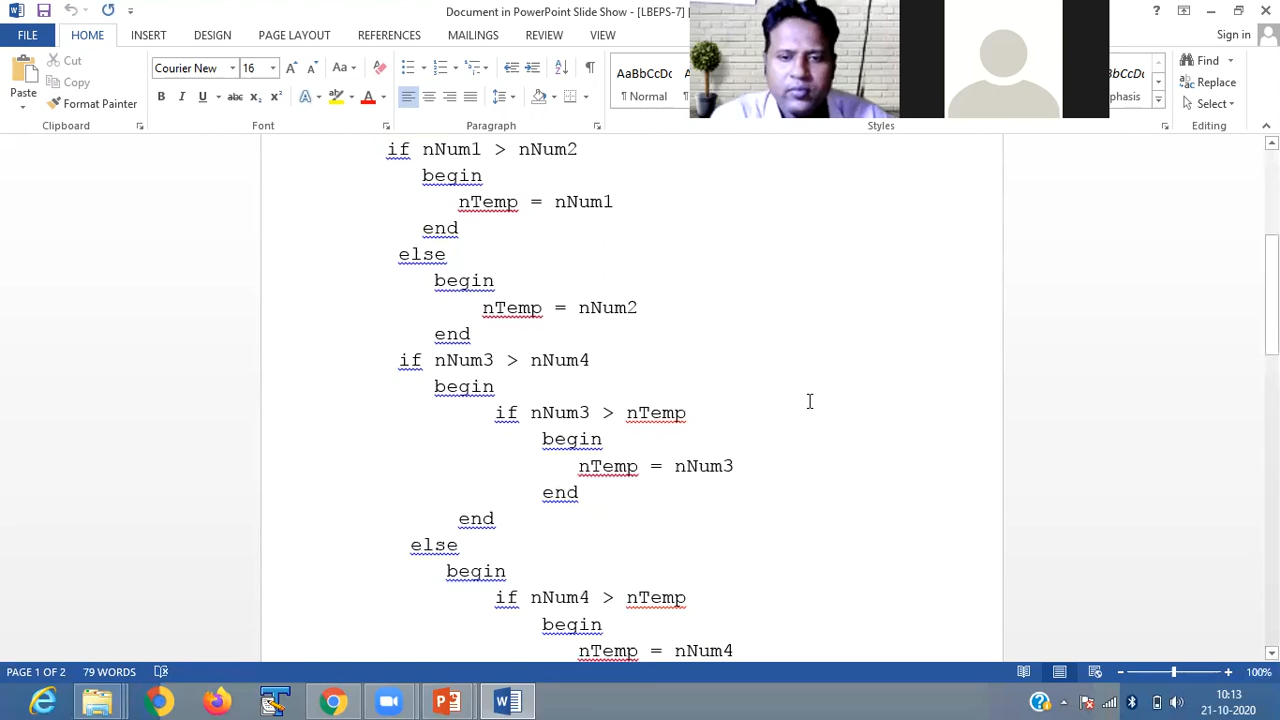 Document in PowerPoint Slide Show - [LBEPS-7]
FILE HOME INSERT DESIGN PAGE LAYOUT REFERENCES MAILINGS REVIEW VIEW Sign in
Paste Cut Copy Format Painter
Courier New 16
AaBbCcDc
¶ Normal
Find
Replace
Select
Clipboard Font Paragraph Styles Editing
if nNum1 > nNum2
begin
nTemp = nNum1
end
else
begin
nTemp = nNum2
end
if nNum3 > nNum4
begin
if nNum3 > nTemp
begin
nTemp = nNum3
end
end
else
begin
if nNum4 > nTemp
begin
nTemp = nNum4
PAGE 1 OF 2 79 WORDS 100%
10:13
21-10-2020